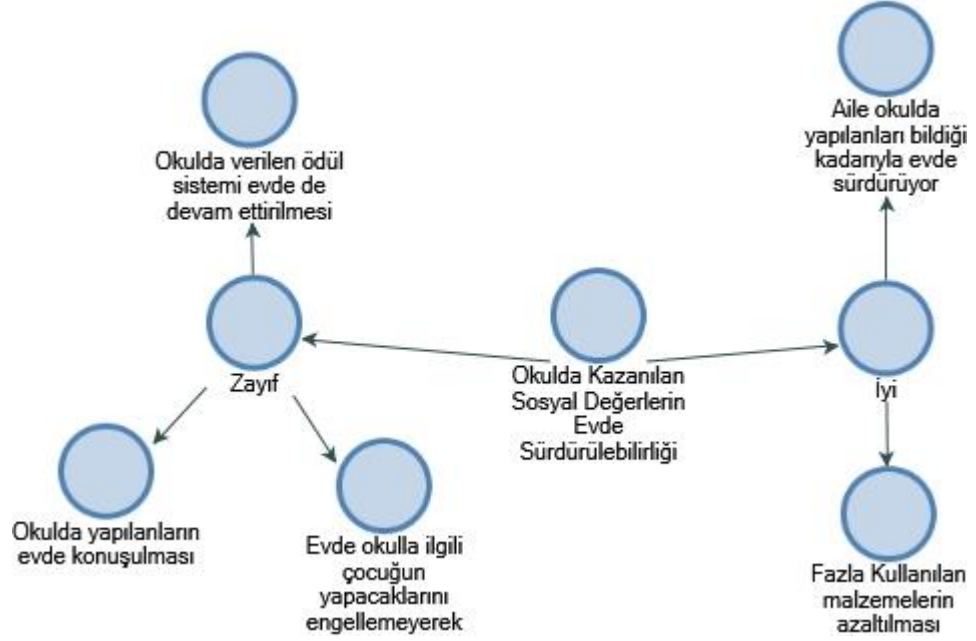 Aile okulda
yapılanları bildiği
kadarıyla evde
sürdürüyor
Okulda verilen ödül
sistemi evde de
devam ettirilmesi
Zayıf
Okulda Kazanılan
Sosyal Değerlerin
Evde
Sürdürülebilirliği
İyi
Okulda yapılanların
evde konuşulması
Evde okulla ilgili
çocuğun
yapacaklarını
engellemeyerek
Fazla Kullanılan
malzemelerin
azaltılması